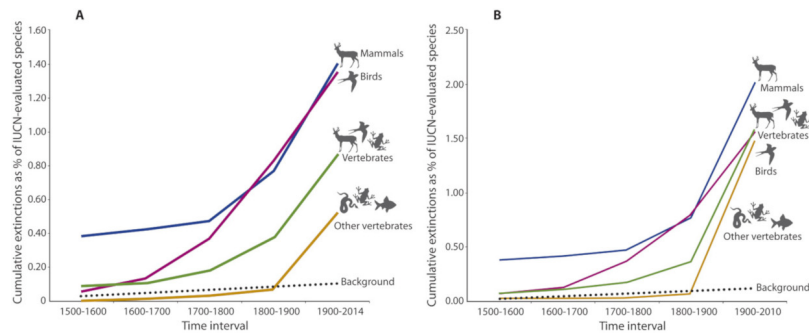 A
Cumulative extinctions as % of IUCN-evaluated species
1.60
1.40
1.20
1.00
0.80
0.60
0.40
0.20
0
Mammals
Birds
Vertebrates
Other vertebrates
Background
1500-1600
1600-1700
1700-1800
1800-1900
1900-2014
Time interval
B
Cumulative extinctions as % of IUCN-evaluated species
2.50
2.00
1.50
1.00
0.50
0.00
Mammals
Vertebrates
Birds
Other vertebrates
Background
1500-1600
1600-1700
1700-1800
1800-1900
1900-2010
Time interval